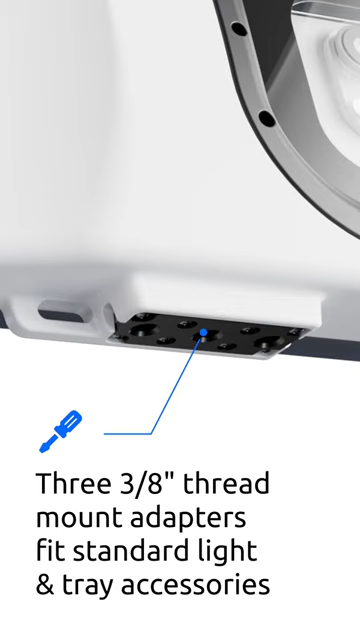 Three 3/8" thread
mount adapters
fit standard light
& tray accessories